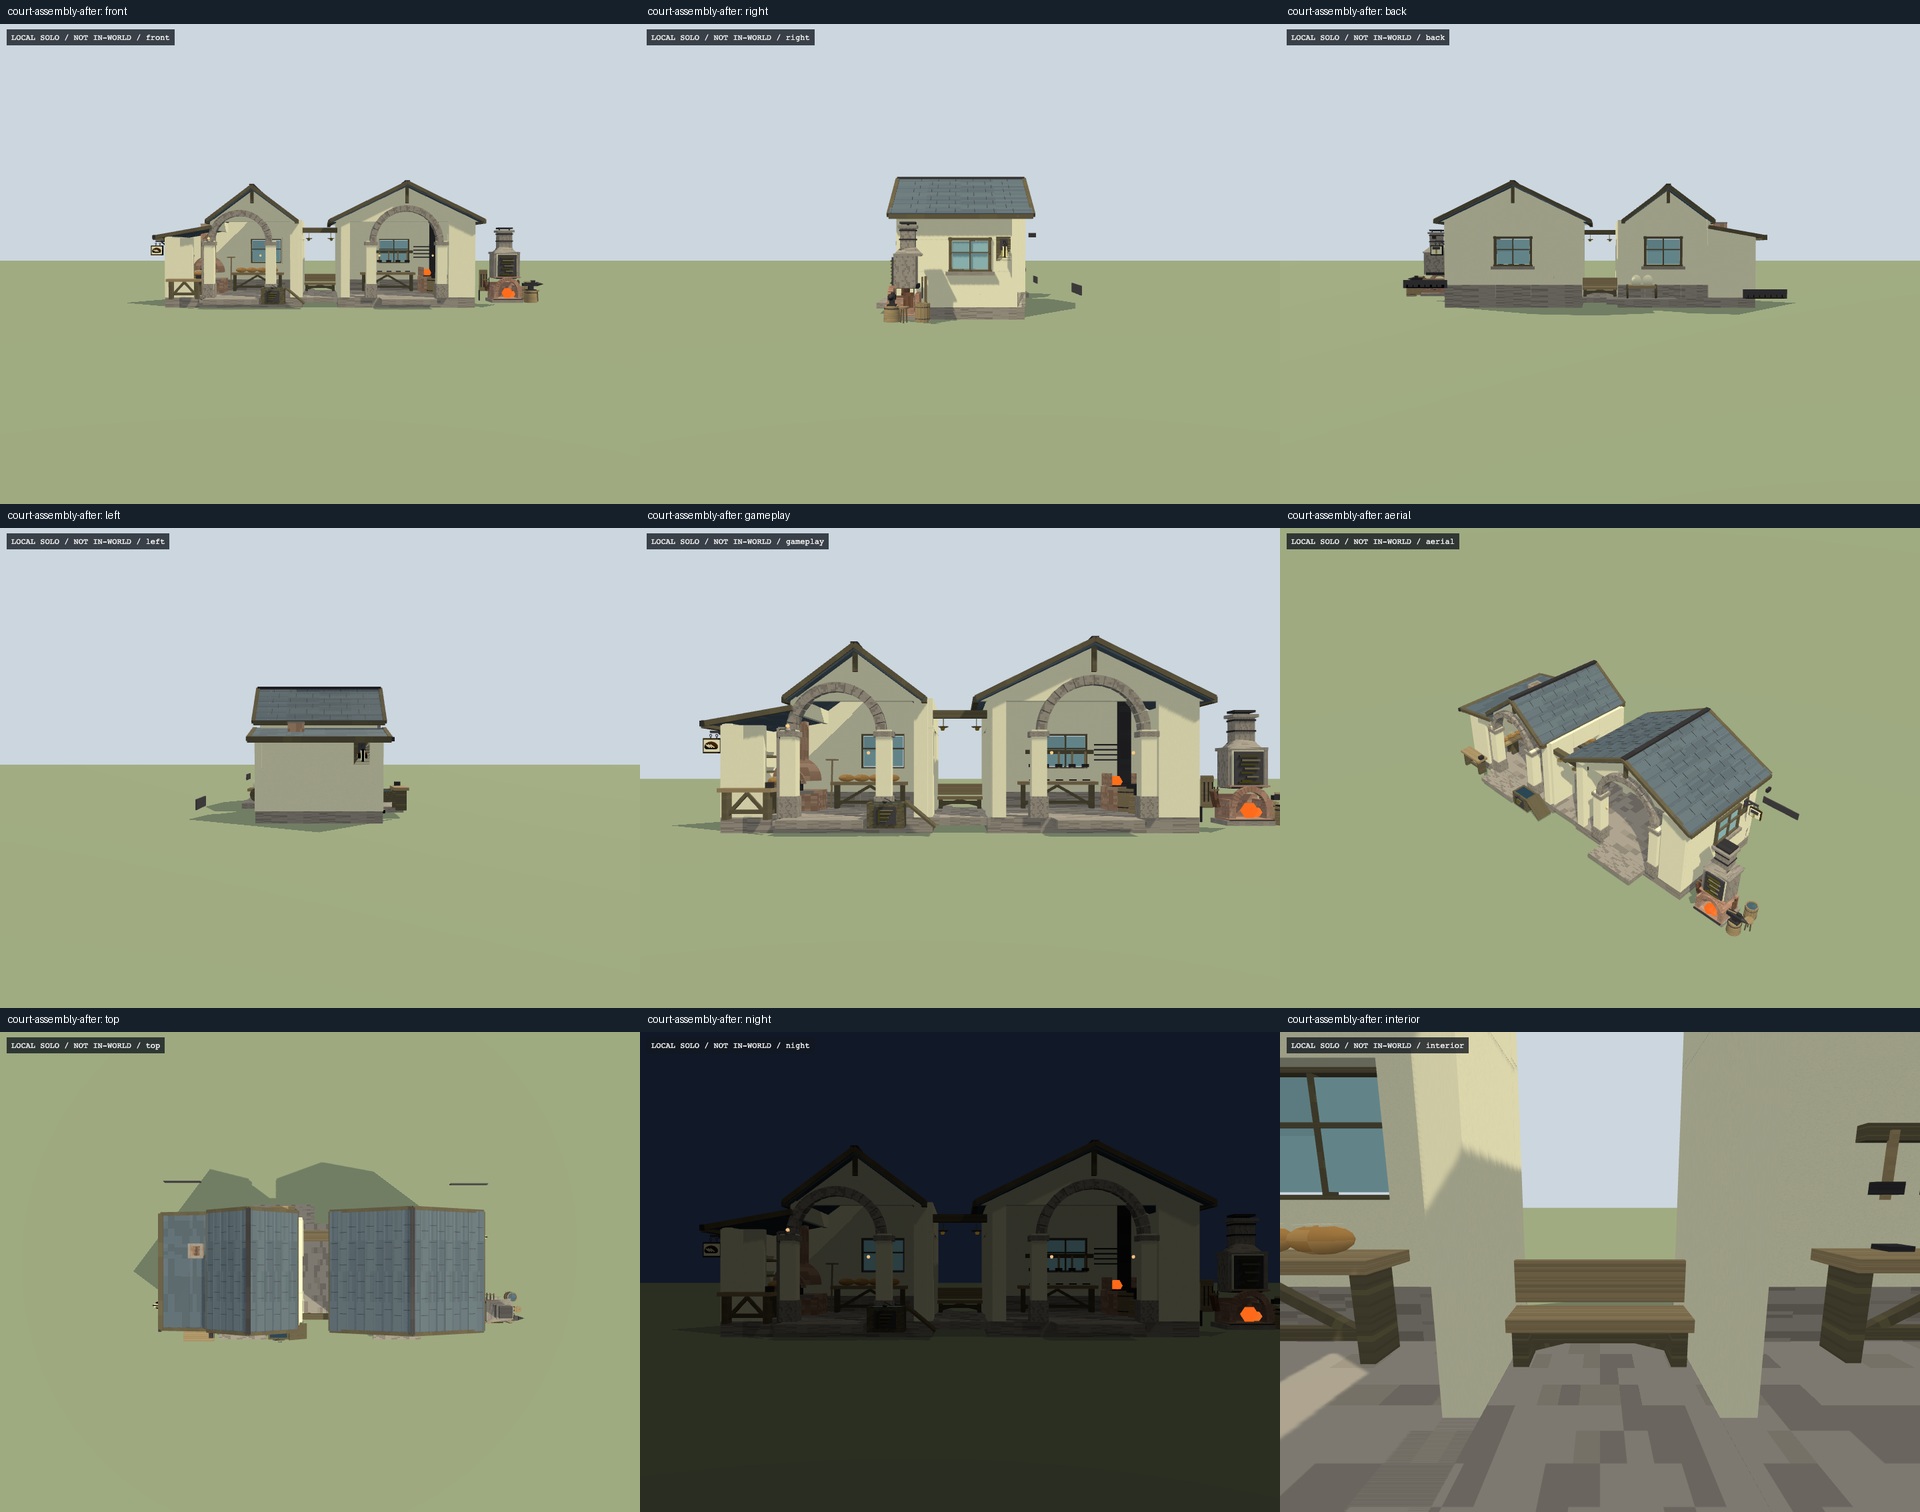 court-assembly-after: front
court-assembly-after: right
court-assembly-after: back
LOCAL SOLO / NOT IN-WORLD / front
LOCAL SOLO / NOT IN-WORLD / right
LOCAL SOLO / NOT IN-WORLD / back
court-assembly-after: left
court-assembly-after: gameplay
court-assembly-after: aerial
LOCAL SOLO / NOT IN-WORLD / left
LOCAL SOLO / NOT IN-WORLD / gameplay
LOCAL SOLO / NOT IN-WORLD / aerial
court-assembly-after: top
court-assembly-after: night
court-assembly-after: interior
LOCAL SOLO / NOT IN-WORLD / top
LOCAL SOLO / NOT IN-WORLD / night
LOCAL SOLO / NOT IN-WORLD / interior